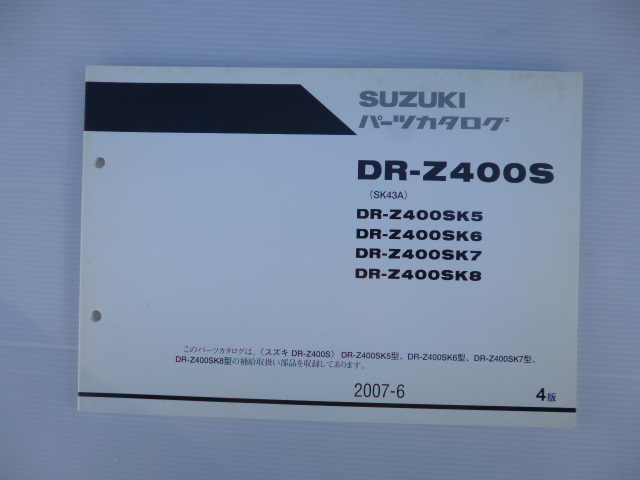 SUZUKI
パーツカタログ
DR-Z400S
(SK43A)
DR-Z400SK5
DR-Z400SK6
DR-Z400SK7
DR-Z400SK8
このパーツカタログは、〈スズキ DR-Z400S〉 DR-Z400SK5型、DR-Z400SK6型、DR-Z400SK7型、
DR-Z400SK8型の補給取扱い部品を収録してあります。
2007-6
4版